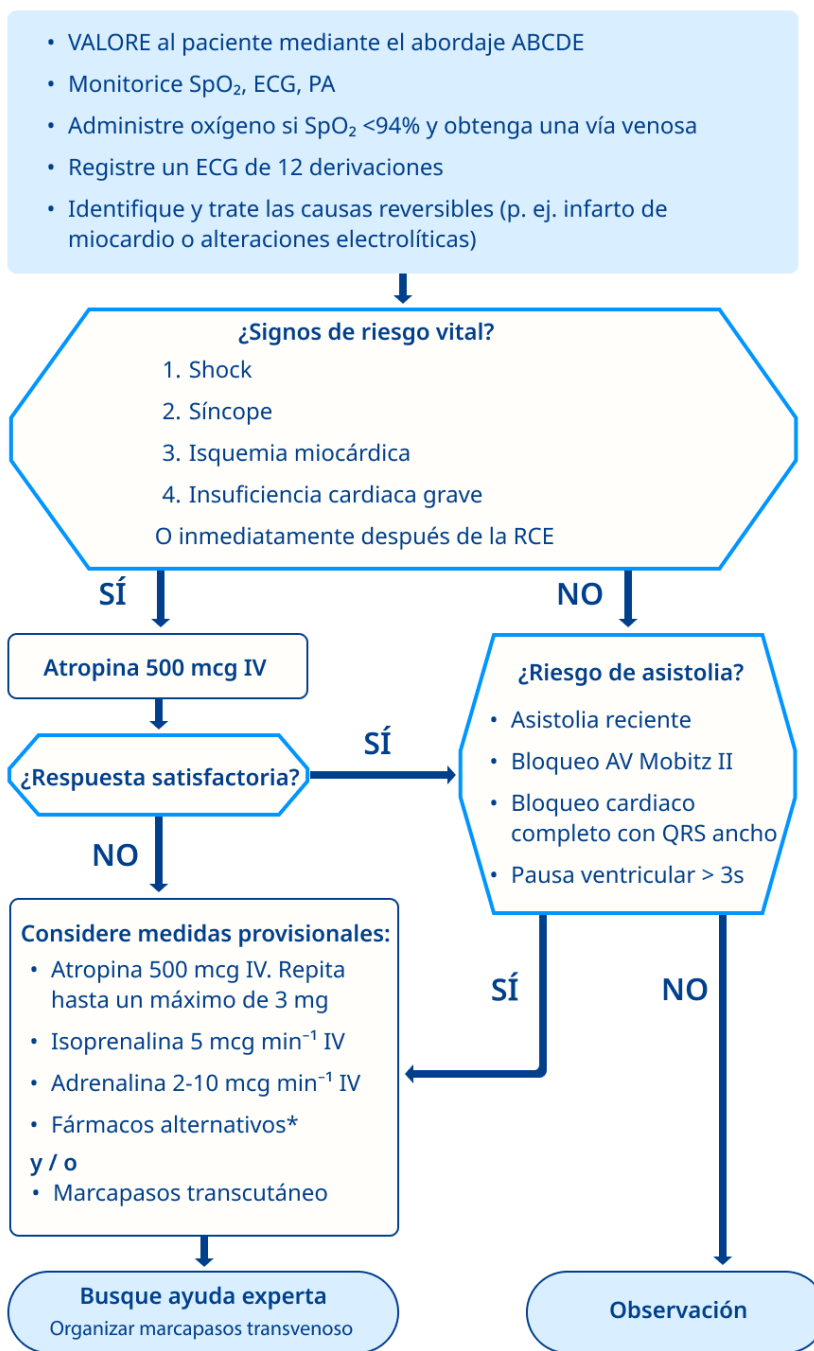 • VALORE al paciente mediante el abordaje ABCDE
• Monitorice SpO₂, ECG, PA
• Administre oxígeno si SpO₂ <94% y obtenga una vía venosa
• Registre un ECG de 12 derivaciones
• Identifique y trate las causas reversibles (p. ej. infarto de
miocardio o alteraciones electrolíticas)
¿Signos de riesgo vital?
1. Shock
2. Síncope
3. Isquemia miocárdica
4. Insuficiencia cardiaca grave
O inmediatamente después de la RCE
SÍ
NO
Atropina 500 mcg IV
¿Respuesta satisfactoria?
SÍ
¿Riesgo de asistolia?
• Asistolia reciente
• Bloqueo AV Mobitz II
• Bloqueo cardiaco
completo con QRS ancho
• Pausa ventricular > 3s
NO
Considere medidas provisionales:
• Atropina 500 mcg IV. Repita
hasta un máximo de 3 mg
• Isoprenalina 5 mcg min⁻¹ IV
• Adrenalina 2-10 mcg min⁻¹ IV
• Fármacos alternativos*
y / o
• Marcapasos transcutáneo
SÍ
NO
Busque ayuda experta
Organizar marcapasos transvenoso
Observación